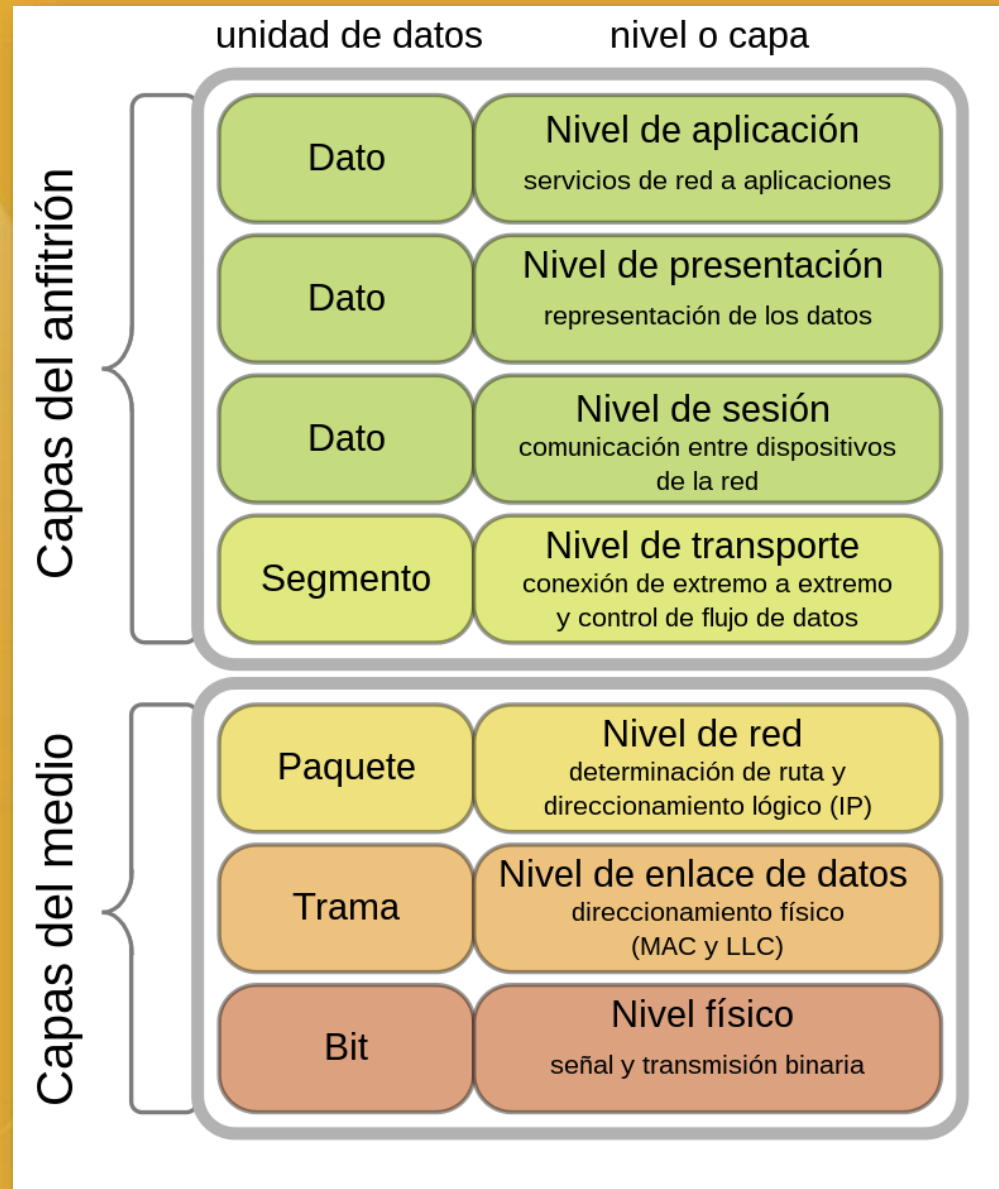 unidad de datos
nivel o capa
Capas del anfitrión
Dato
Nivel de aplicación
servicios de red a aplicaciones
Dato
Nivel de presentación
representación de los datos
Dato
Nivel de sesión
comunicación entre dispositivos
de la red
Segmento
Nivel de transporte
conexión de extremo a extremo
y control de flujo de datos
Capas del medio
Paquete
Nivel de red
determinación de ruta y
direccionamiento lógico (IP)
Trama
Nivel de enlace de datos
direccionamiento físico
(MAC y LLC)
Bit
Nivel físico
señal y transmisión binaria